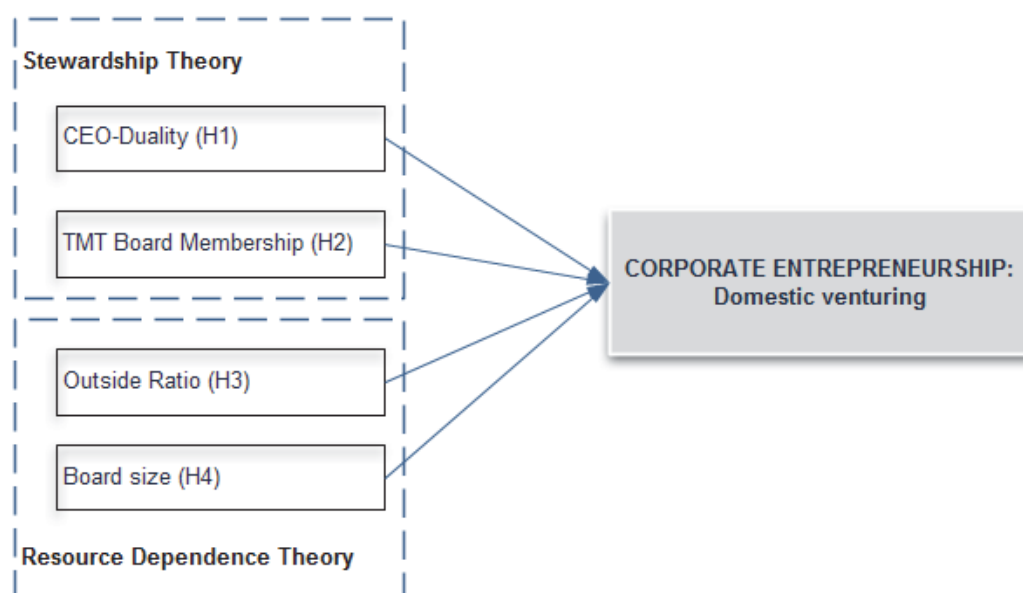 Stewardship Theory
CEO-Duality (H1)
TMT Board Membership (H2)
Outside Ratio (H3)
Board size (H4)
Resource Dependence Theory
CORPORATE ENTREPRENEURSHIP:
Domestic venturing